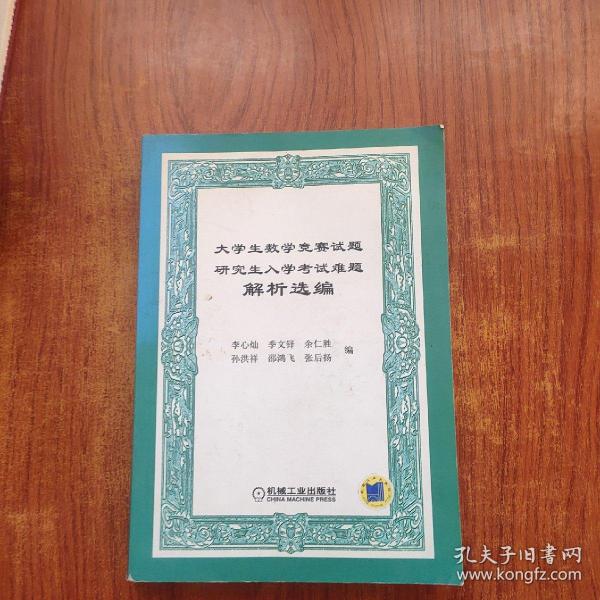 大学生数学竞赛试题
研究生入学考试难题
解析选编
李心灿 季文铎 余仁胜
孙洪祥 邵鸿飞 张后扬
编
机械工业出版社
CHINA MACHINE PRESS
孔夫子旧书网
www.kongfz.com